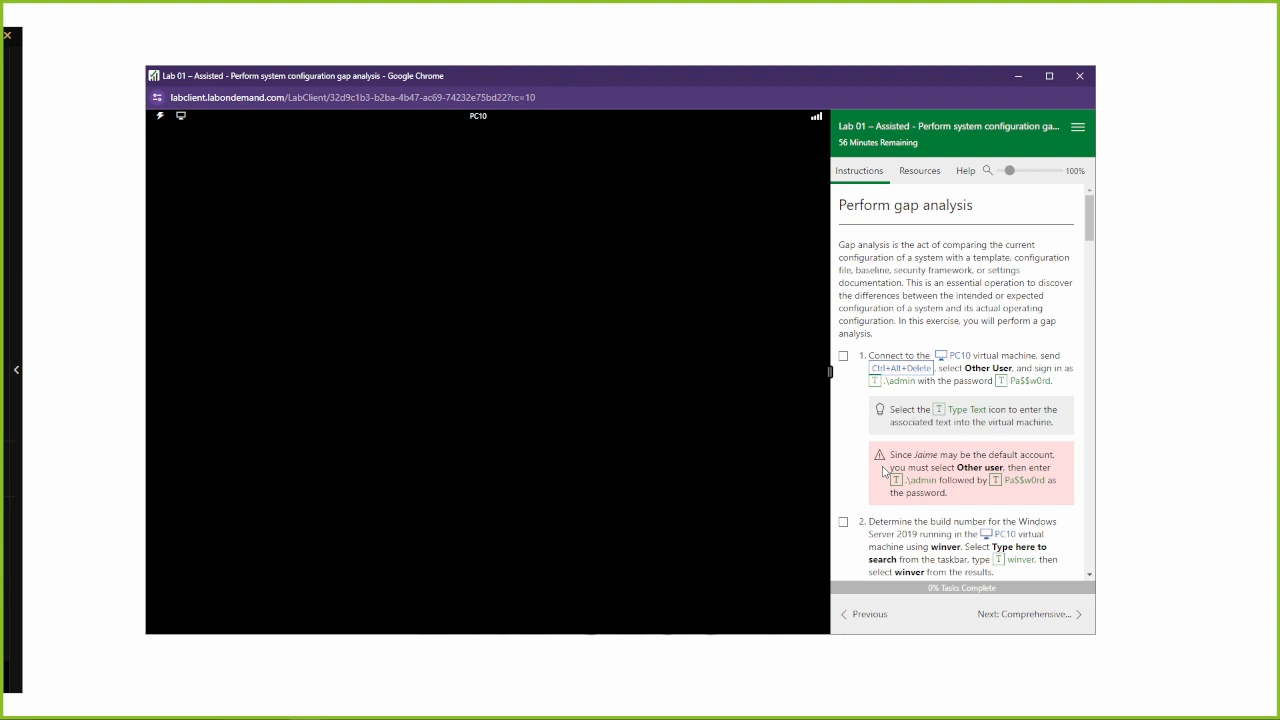 Lab 01 – Assisted - Perform system configuration gap analysis - Google Chrome
labclient.labondemand.com/LabClient/32d9c1b3-b2ba-4b47-ac69-74232e75bd22?rc=10
PC10
Lab 01 – Assisted - Perform system configuration ga...
56 Minutes Remaining
Instructions Resources Help 100%
Perform gap analysis
Gap analysis is the act of comparing the current
configuration of a system with a template, configuration
file, baseline, security framework, or settings
documentation. This is an essential operation to discover
the differences between the intended or expected
configuration of a system and its actual operating
configuration. In this exercise, you will perform a gap
analysis.
1. Connect to the PC10 virtual machine, send
Ctrl+Alt+Delete, select Other User, and sign in as
T .\admin with the password T Pa$$w0rd.
Select the T Type Text icon to enter the
associated text into the virtual machine.
Since Jaime may be the default account,
you must select Other user, then enter
T .\admin followed by T Pa$$w0rd as
the password.
2. Determine the build number for the Windows
Server 2019 running in the PC10 virtual
machine using winver. Select Type here to
search from the taskbar, type T winver, then
select winver from the results.
0% Tasks Complete
Previous Next: Comprehensive...